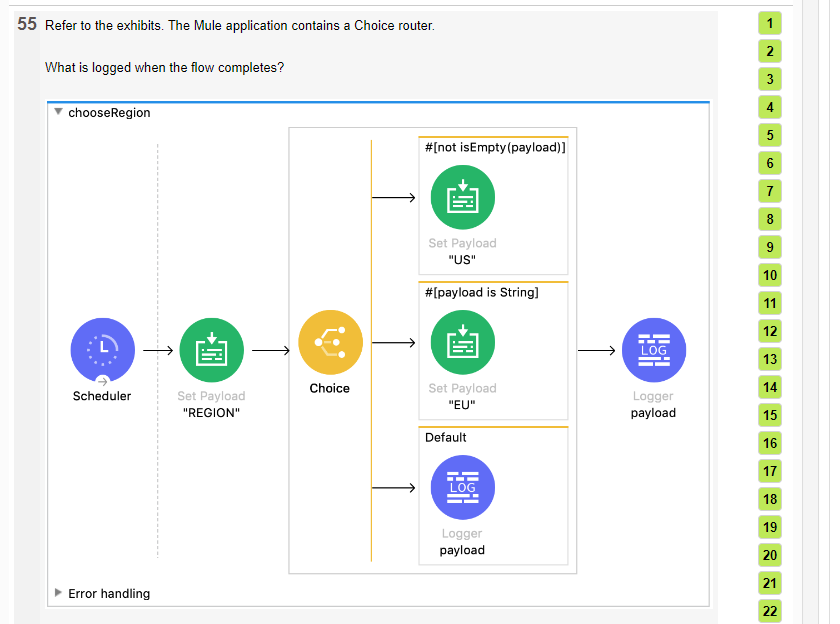 55 Refer to the exhibits. The Mule application contains a Choice router.
What is logged when the flow completes?
chooseRegion
#[not isEmpty(payload)]
Set Payload
"US"
#[payload is String]
Set Payload
"EU"
Default
LOG
Logger
payload
Scheduler
Set Payload
"REGION"
Choice
LOG
Logger
payload
Error handling
1
2
3
4
5
6
7
8
9
10
11
12
13
14
15
16
17
18
19
20
21
22